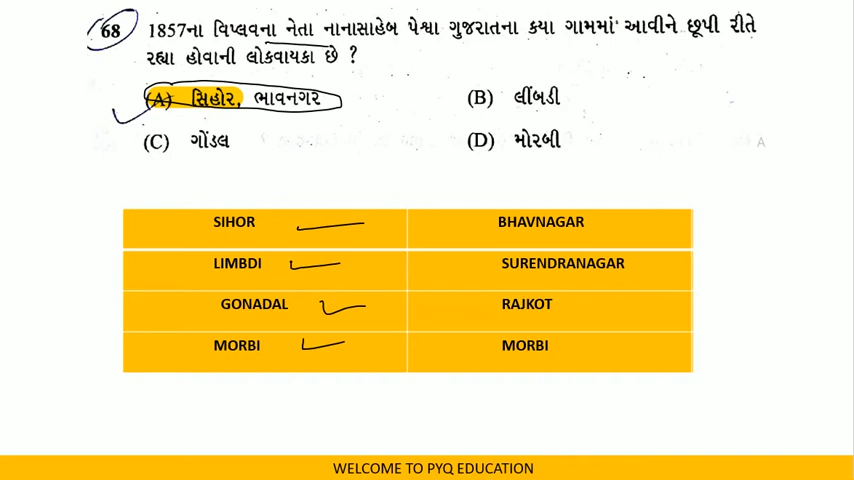 68 1857ના વિપ્લવના નેતા નાનાસાહેબ પેશ્વા ગુજરાતના કયા ગામમાં આવીને છૂપી રીતે
રહ્યા હોવાની લોકવાયકા છે ?
(A) સિહોર, ભાવનગર (B) લીંબડી
(C) ગોંડલ (D) મોરબી A
SIHOR BHAVNAGAR
LIMBDI SURENDRANAGAR
GONADAL RAJKOT
MORBI MORBI
WELCOME TO PYQ EDUCATION